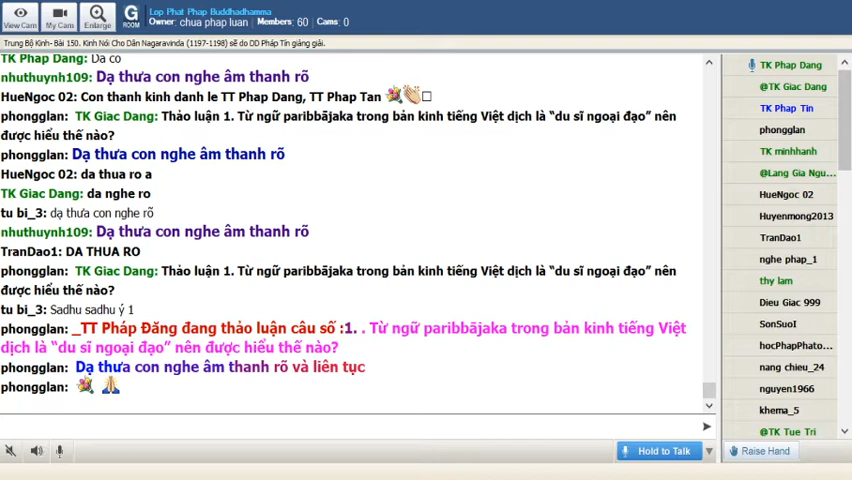 View Cam
My Cam
Enlarge
G
ROOM
Lop Phat Phap Buddhadhamma
Owner: chua phap luan Members: 60 Cams: 0
Trung Bộ Kinh- Bài 150. Kinh Nói Cho Dân Nagaravinda (1197-1198) sẽ do DD Pháp Tín giảng giải.
TK Phap Dang: Da co
nhuthuynh109: Dạ thưa con nghe âm thanh rõ
HueNgoc 02: Con thanh kinh danh le TT Phap Dang, TT Phap Tan
phongglan: TK Giac Dang: Thảo luận 1. Từ ngữ paribbājaka trong bản kinh tiếng Việt dịch là “du sĩ ngoại đạo” nên
được hiểu thế nào?
phongglan: Dạ thưa con nghe âm thanh rõ
HueNgoc 02: da thua ro a
TK Giac Dang: da nghe ro
tu bi_3: dạ thưa con nghe rõ
nhuthuynh109: Dạ thưa con nghe âm thanh rõ
TranDao1: DA THUA RO
phongglan: TK Giac Dang: Thảo luận 1. Từ ngữ paribbājaka trong bản kinh tiếng Việt dịch là “du sĩ ngoại đạo” nên
được hiểu thế nào?
tu bi_3: Sadhu sadhu ý 1
phongglan: _TT Pháp Đăng đang thảo luận câu số :1. . Từ ngữ paribbājaka trong bản kinh tiếng Việt
dịch là “du sĩ ngoại đạo” nên được hiểu thế nào?
phongglan: Dạ thưa con nghe âm thanh rõ và liên tục
phongglan:
Hold to Talk
TK Phap Dang
@TK Giac Dang
TK Phap Tin
phongglan
TK minhhanh
@Lang Gia Ngu...
HueNgoc 02
Huyenmong2013
TranDao1
nghe phap_1
thy lam
Dieu Giac 999
SonSuoI
hocPhapPhato...
nang chieu_24
nguyen1966
khema_5
@TK Tue Tri
Raise Hand